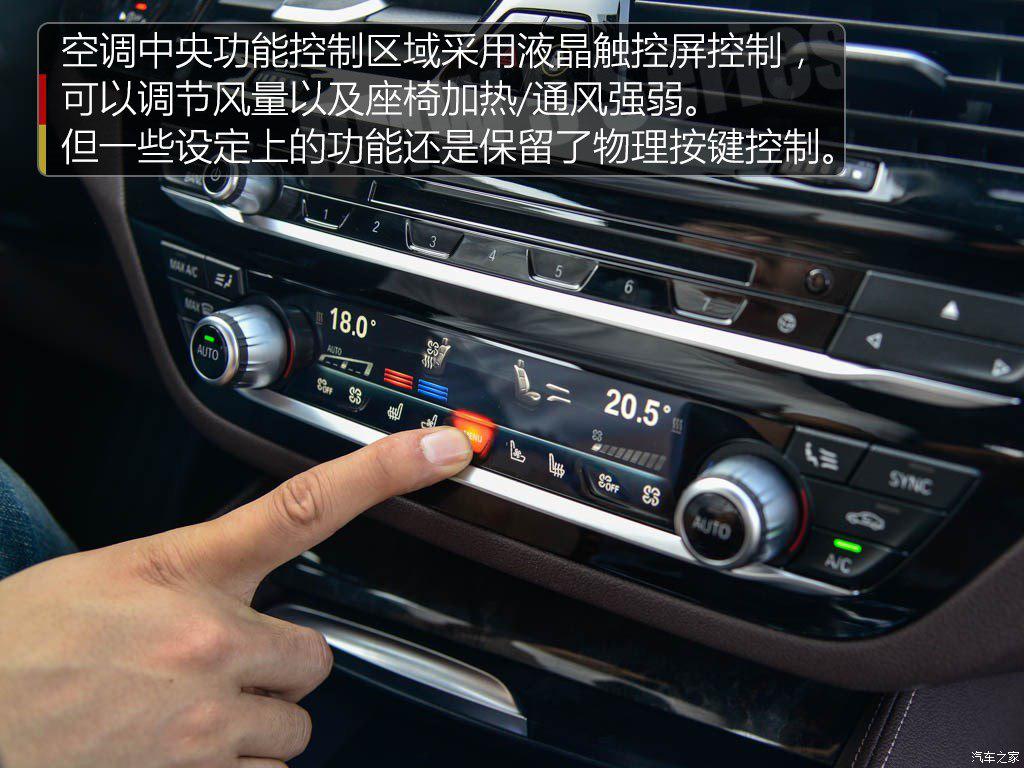 空调中央功能控制区域采用液晶触控屏控制，
可以调节风量以及座椅加热/通风强弱。
但一些设定上的功能还是保留了物理按键控制。
1 2 3 4 5 6 7
MAX A/C
MAX
AUTO
18.0°
AUTO
OFF
MENU
20.5°
OFF
AUTO
SYNC
A/C
汽车之家